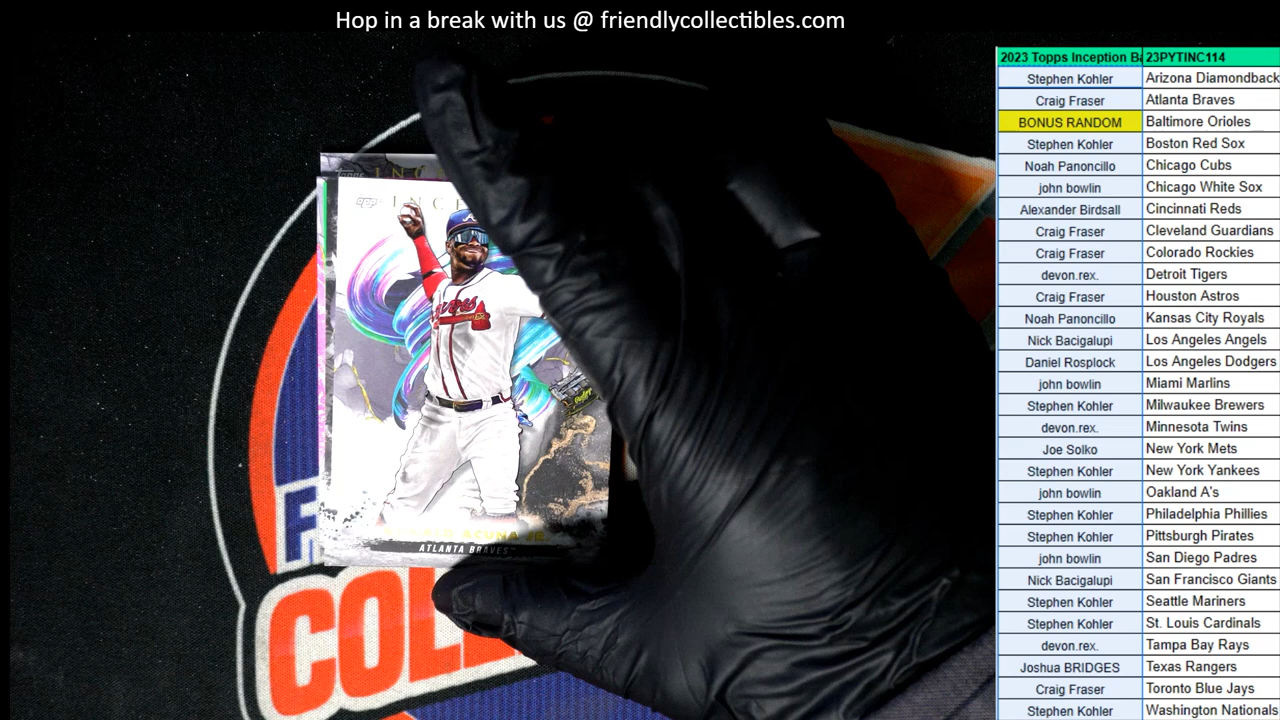 Hop in a break with us @ friendlycollectibles.com
2023 Topps Inception Ba 23PYTINC114
Stephen Kohler Arizona Diamondback
Craig Fraser Atlanta Braves
BONUS RANDOM Baltimore Orioles
Stephen Kohler Boston Red Sox
Noah Panoncillo Chicago Cubs
john bowlin Chicago White Sox
Alexander Birdsall Cincinnati Reds
Craig Fraser Cleveland Guardians
Craig Fraser Colorado Rockies
devon.rex. Detroit Tigers
Craig Fraser Houston Astros
Noah Panoncillo Kansas City Royals
Nick Bacigalupi Los Angeles Angels
Daniel Rosplock Los Angeles Dodgers
john bowlin Miami Marlins
Stephen Kohler Milwaukee Brewers
devon.rex. Minnesota Twins
Joe Solko New York Mets
Stephen Kohler New York Yankees
john bowlin Oakland A's
Stephen Kohler Philadelphia Phillies
Stephen Kohler Pittsburgh Pirates
john bowlin San Diego Padres
Nick Bacigalupi San Francisco Giants
Stephen Kohler Seattle Mariners
Stephen Kohler St. Louis Cardinals
devon.rex. Tampa Bay Rays
Joshua BRIDGES Texas Rangers
Craig Fraser Toronto Blue Jays
Stephen Kohler Washington Nationals
topps INCE
INCE
Braves
ACUÑA JR.
ATLANTA BRAVES
F
COLLE